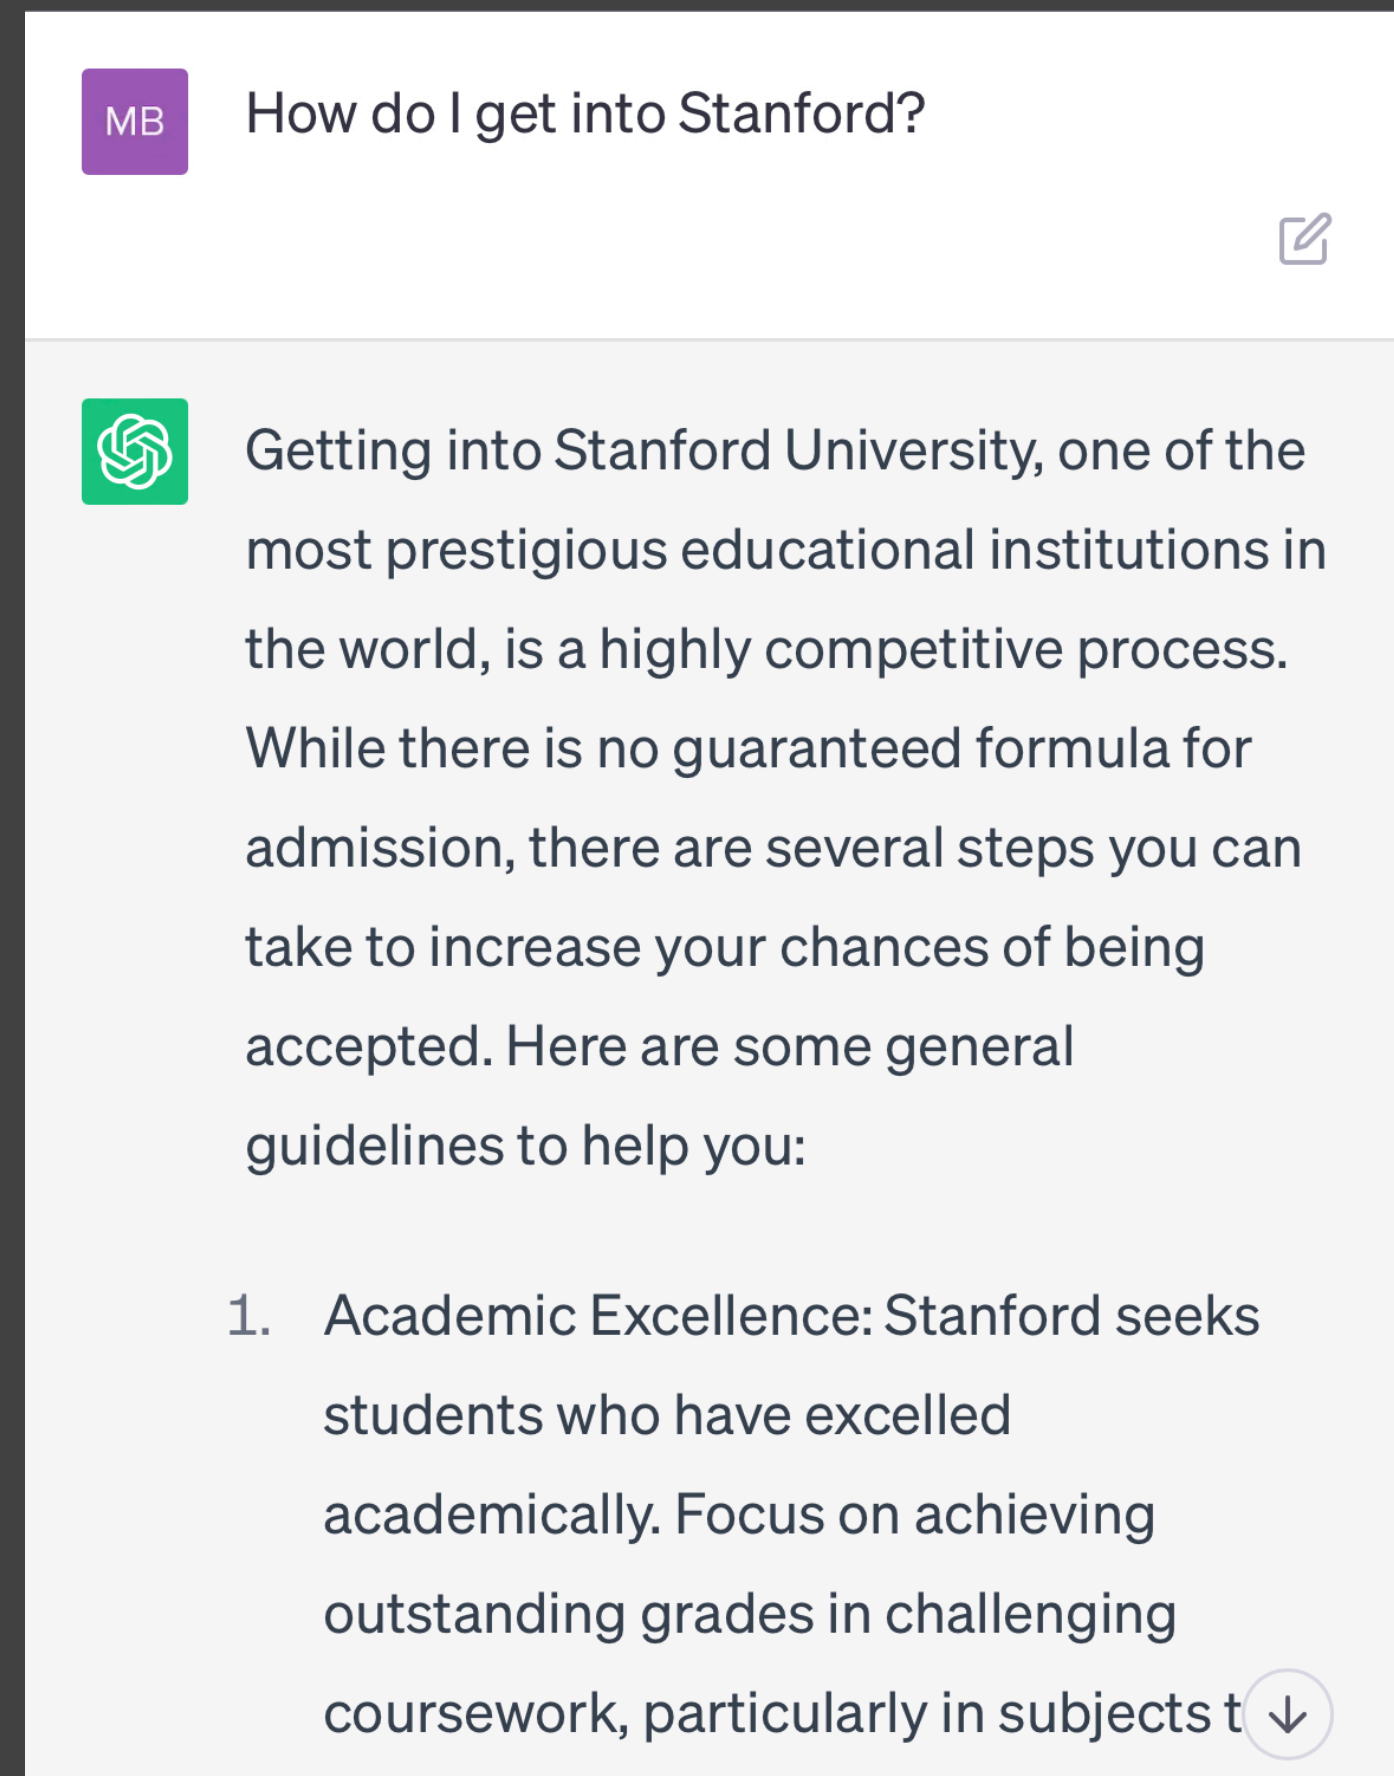 MB
How do I get into Stanford?
Getting into Stanford University, one of the
most prestigious educational institutions in
the world, is a highly competitive process.
While there is no guaranteed formula for
admission, there are several steps you can
take to increase your chances of being
accepted. Here are some general
guidelines to help you:
1. Academic Excellence: Stanford seeks
students who have excelled
academically. Focus on achieving
outstanding grades in challenging
coursework, particularly in subjects t